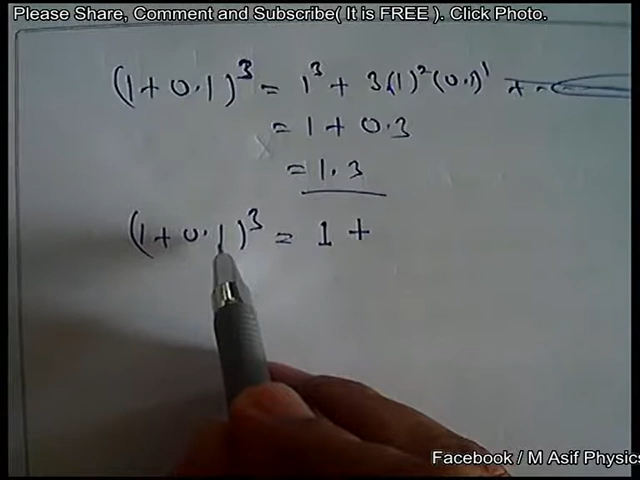 Please Share, Comment and Subscribe( It is FREE ). Click Photo.
(1+0.1)³ = 1³ + 3(1)²(0.1)¹ + --
= 1 + 0.3
= 1.3
(1+0.1)³ = 1 +
Facebook / M Asif Physics